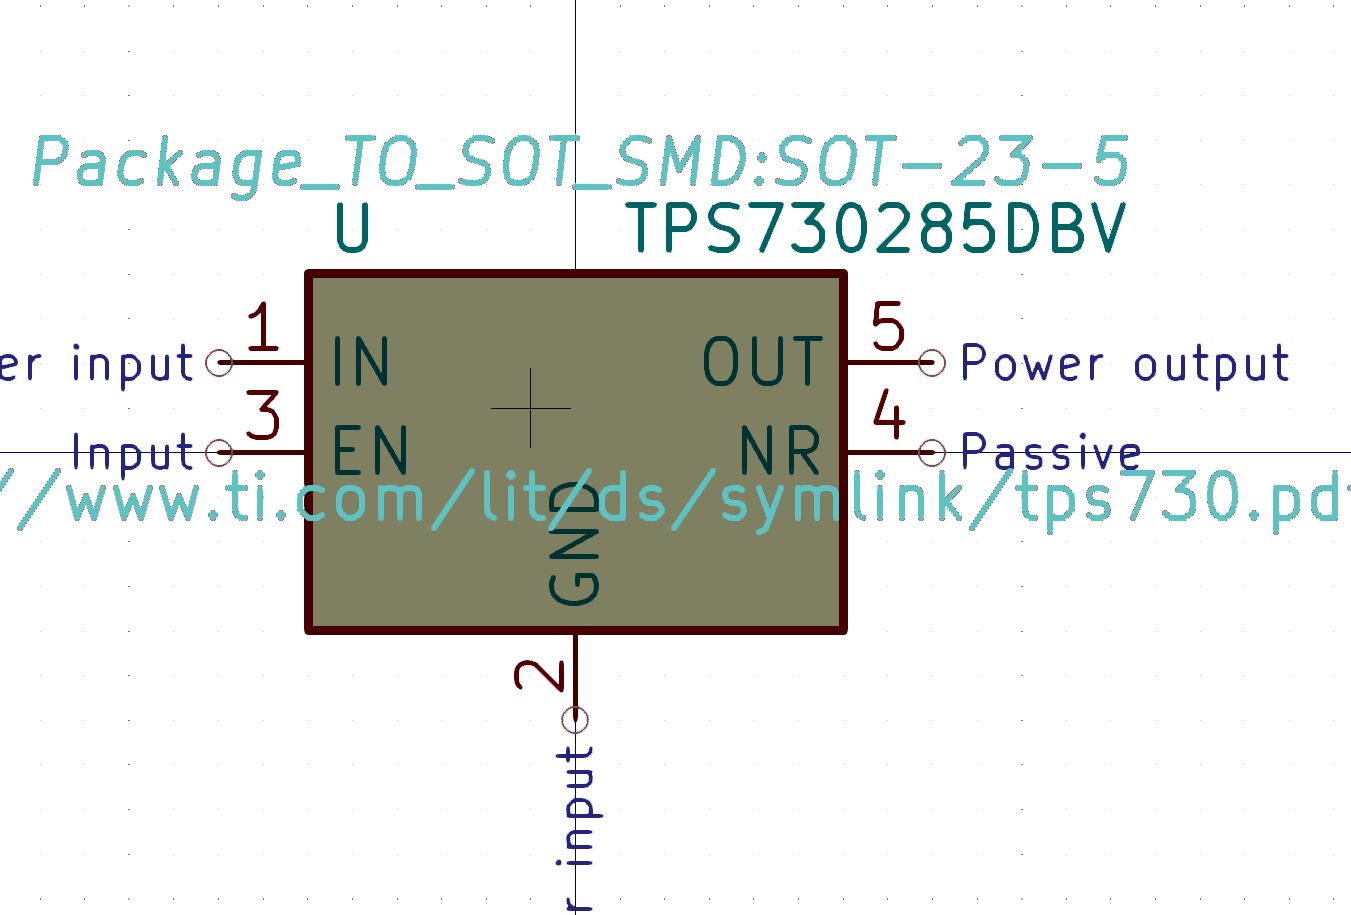 Package_TO_SOT_SMD:SOT-23-5
U TPS730285DBV
1 5
er input IN OUT Power output
3 4
Input EN NR Passive
//www.ti.com/lit/ds/symlink/tps730.pdf
GND
2
r input